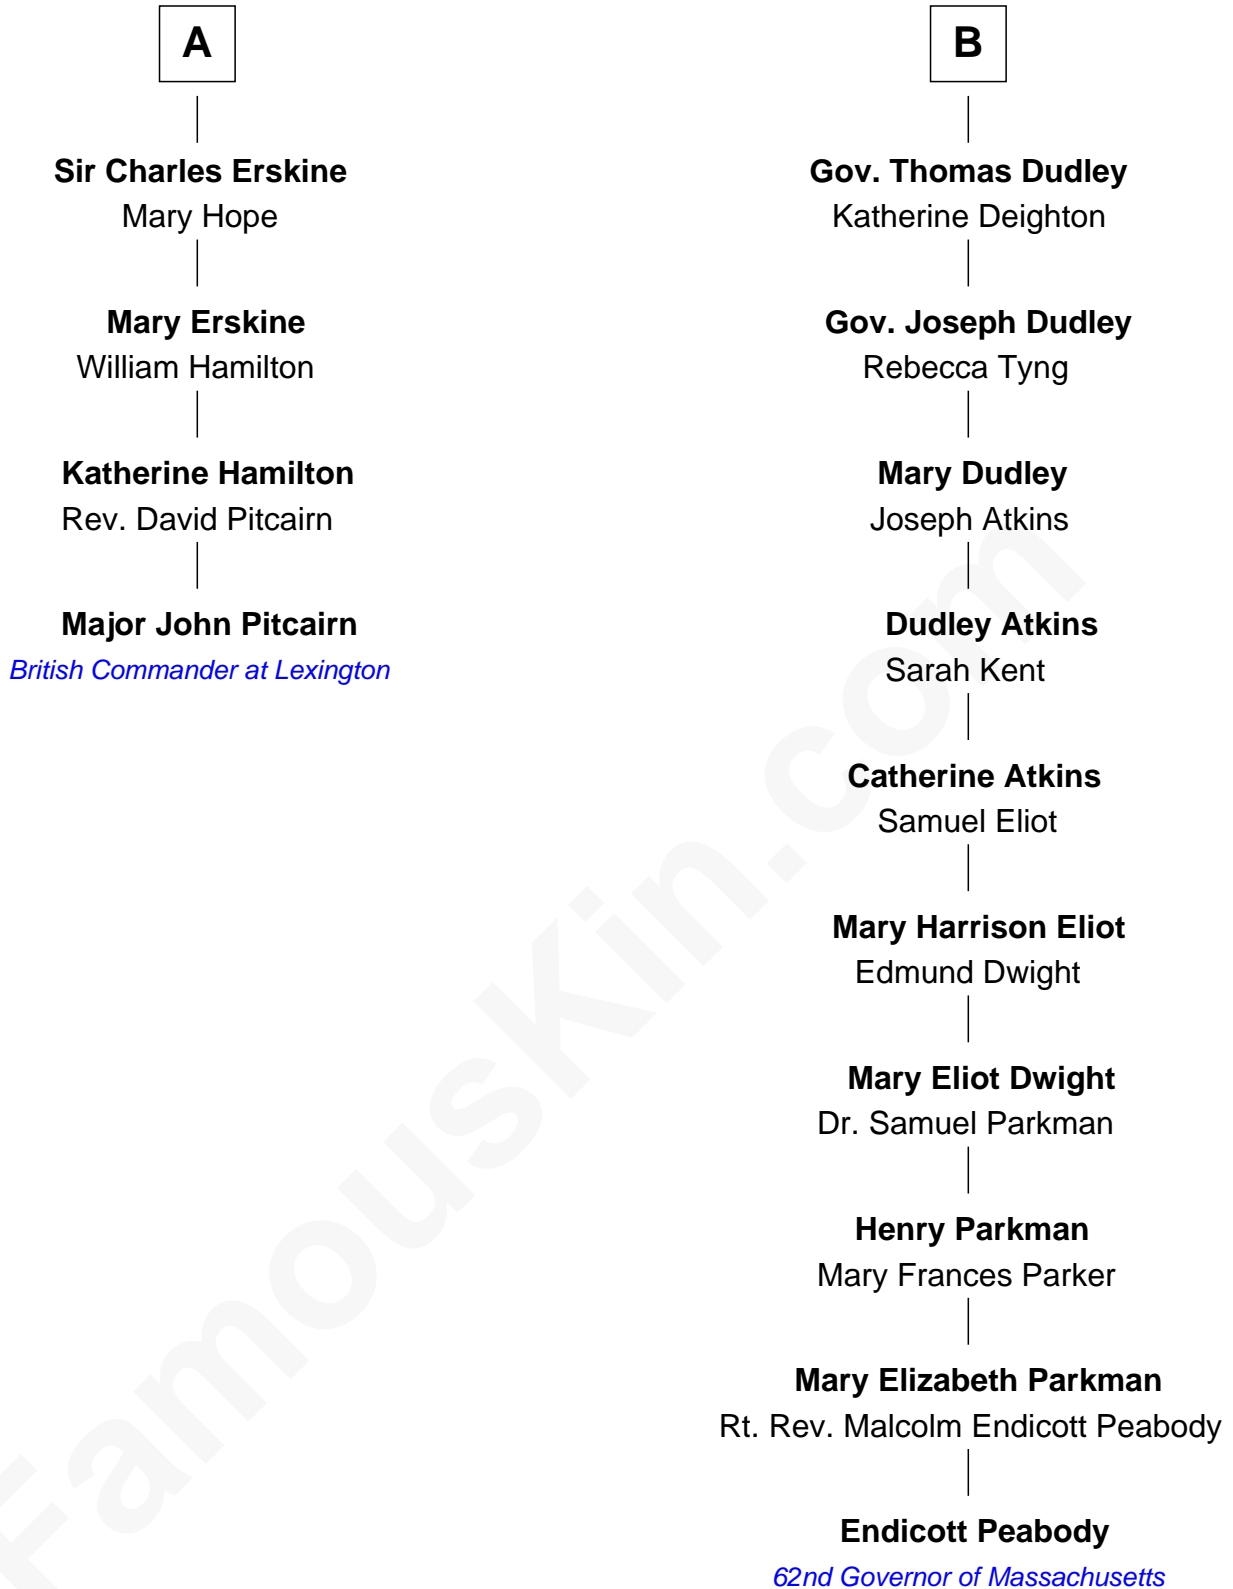 A
Sir Charles Erskine
Mary Hope
Mary Erskine
William Hamilton
Katherine Hamilton
Rev. David Pitcairn
Major John Pitcairn
British Commander at Lexington
B
Gov. Thomas Dudley
Katherine Deighton
Gov. Joseph Dudley
Rebecca Tyng
Mary Dudley
Joseph Atkins
Dudley Atkins
Sarah Kent
Catherine Atkins
Samuel Eliot
Mary Harrison Eliot
Edmund Dwight
Mary Eliot Dwight
Dr. Samuel Parkman
Henry Parkman
Mary Frances Parker
Mary Elizabeth Parkman
Rt. Rev. Malcolm Endicott Peabody
Endicott Peabody
62nd Governor of Massachusetts
FamousKin.com